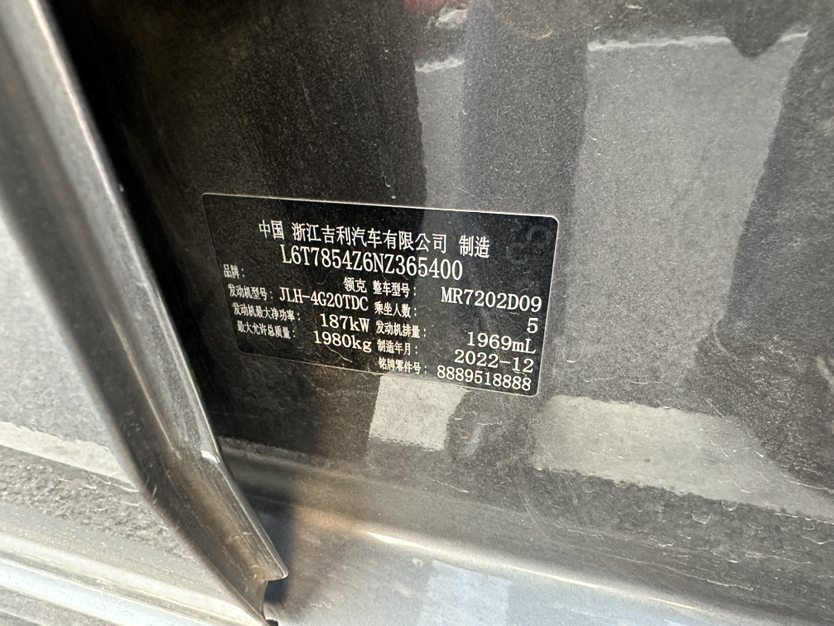 中国 浙江吉利汽车有限公司 制造
L6T7854Z6NZ365400
品牌: 领克 整车型号: MR7202D09
发动机型号: JLH-4G20TDC 乘坐人数: 5
发动机最大净功率: 187kW 发动机排量: 1969mL
最大允许总质量: 1980kg 制造年月: 2022-12
铭牌零件号: 8889518888